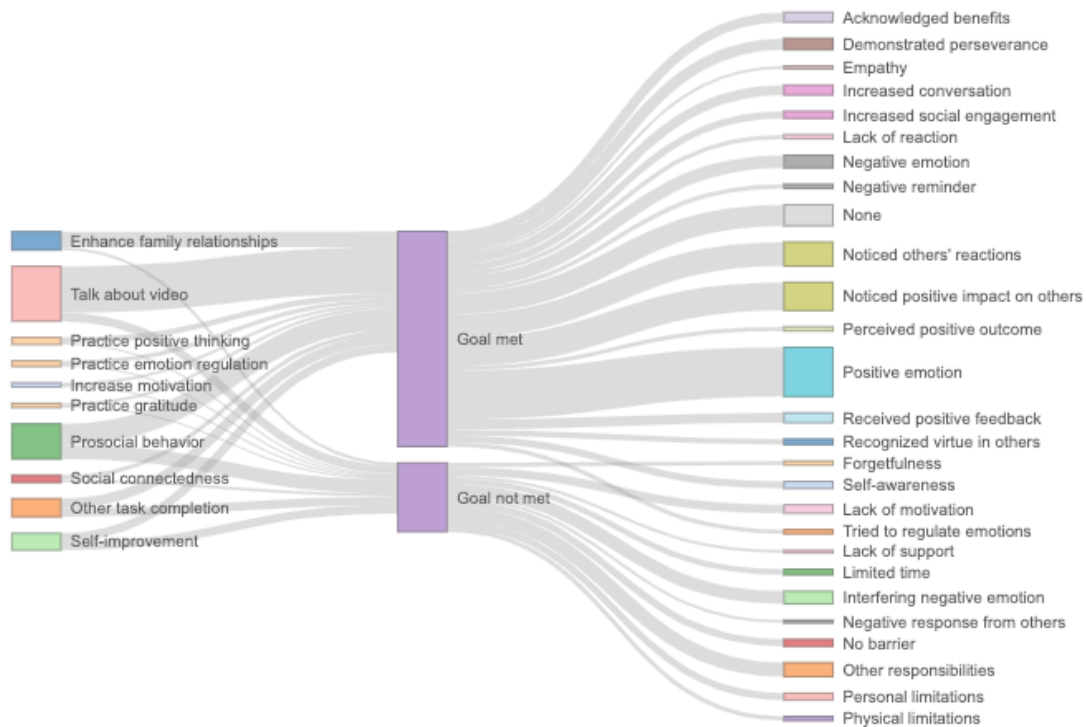 Enhance family relationships
Talk about video
Practice positive thinking
Practice emotion regulation
Increase motivation
Practice gratitude
Prosocial behavior
Social connectedness
Other task completion
Self-improvement
Goal met
Goal not met
Acknowledged benefits
Demonstrated perseverance
Empathy
Increased conversation
Increased social engagement
Lack of reaction
Negative emotion
Negative reminder
None
Noticed others' reactions
Noticed positive impact on others
Perceived positive outcome
Positive emotion
Received positive feedback
Recognized virtue in others
Forgetfulness
Self-awareness
Lack of motivation
Tried to regulate emotions
Lack of support
Limited time
Interfering negative emotion
Negative response from others
No barrier
Other responsibilities
Personal limitations
Physical limitations